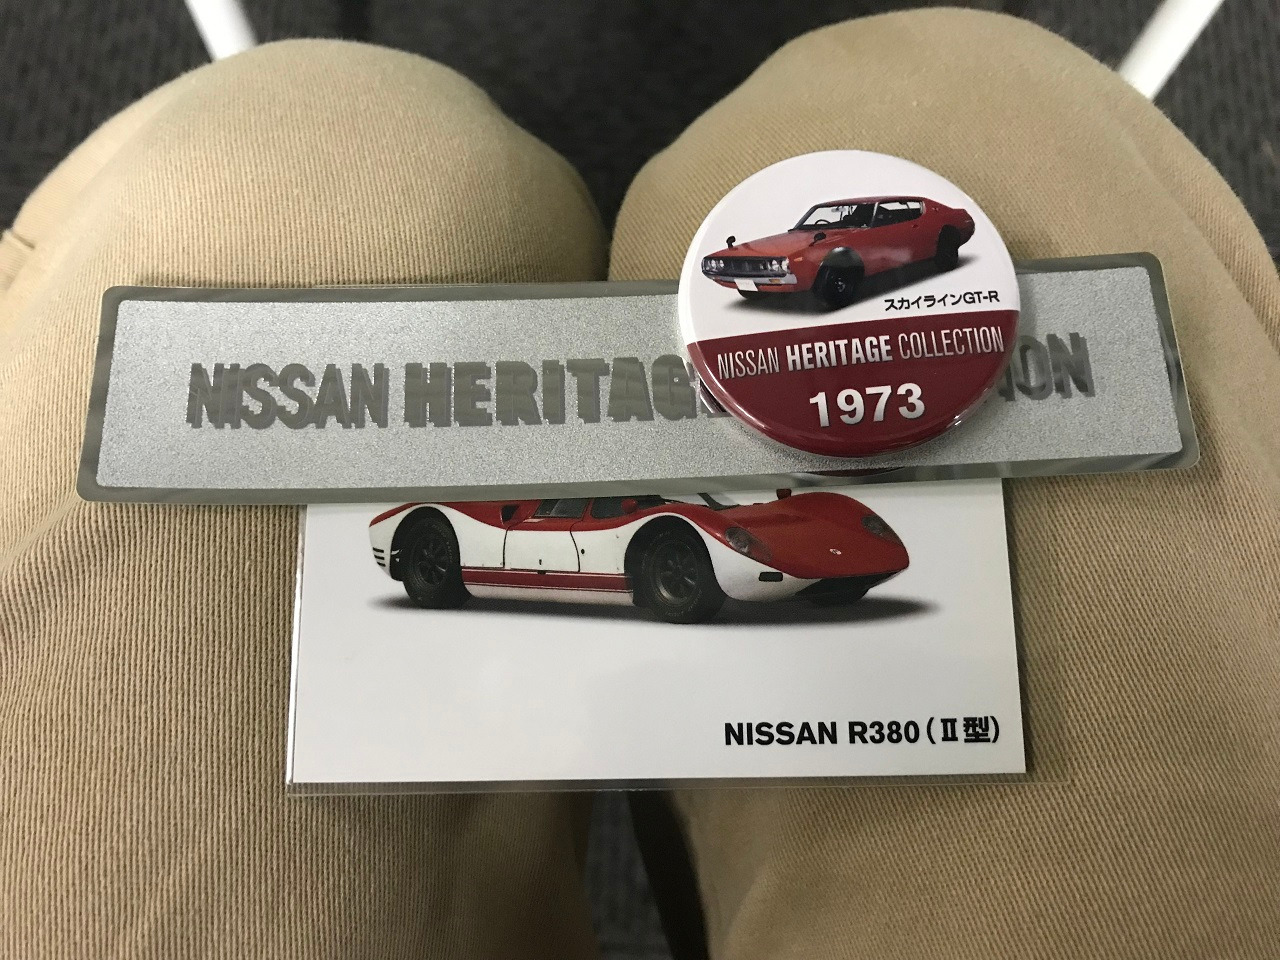 スカイラインGT-R
NISSAN HERITAGE COLLECTION
1973
NISSAN HERITAGE
NISSAN R380(Ⅱ型)